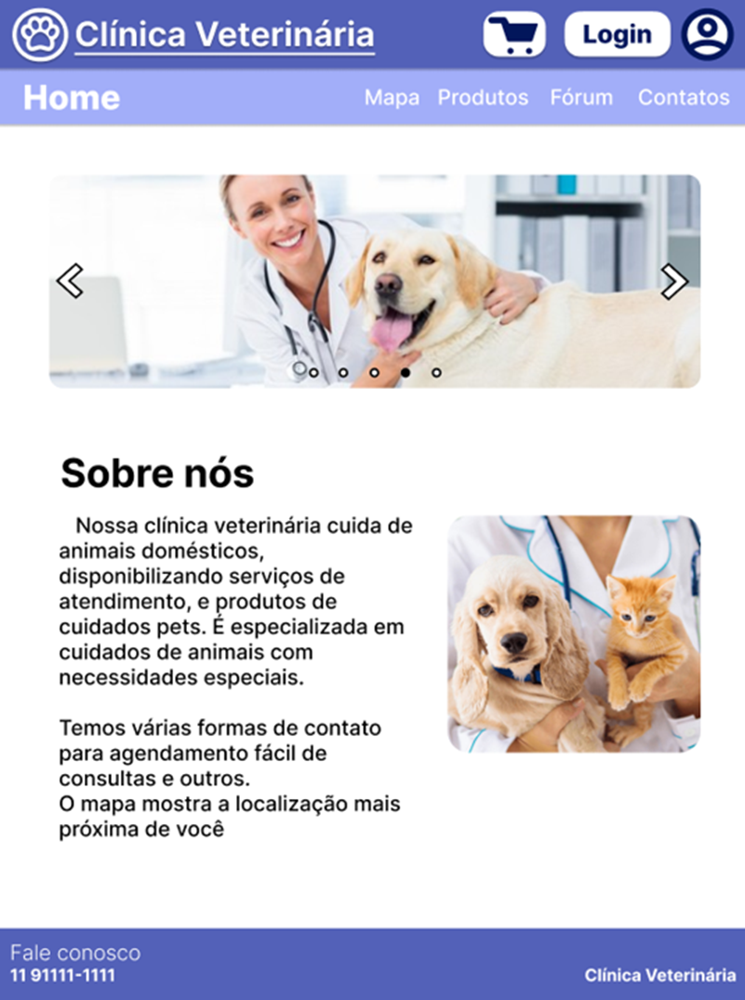 Clínica Veterinária
Login
Home
Mapa Produtos Fórum Contatos
Sobre nós
Nossa clínica veterinária cuida de
animais domésticos,
disponibilizando serviços de
atendimento, e produtos de
cuidados pets. É especializada em
cuidados de animais com
necessidades especiais.
Temos várias formas de contato
para agendamento fácil de
consultas e outros.
O mapa mostra a localização mais
próxima de você
Fale conosco
11 91111-1111
Clínica Veterinária